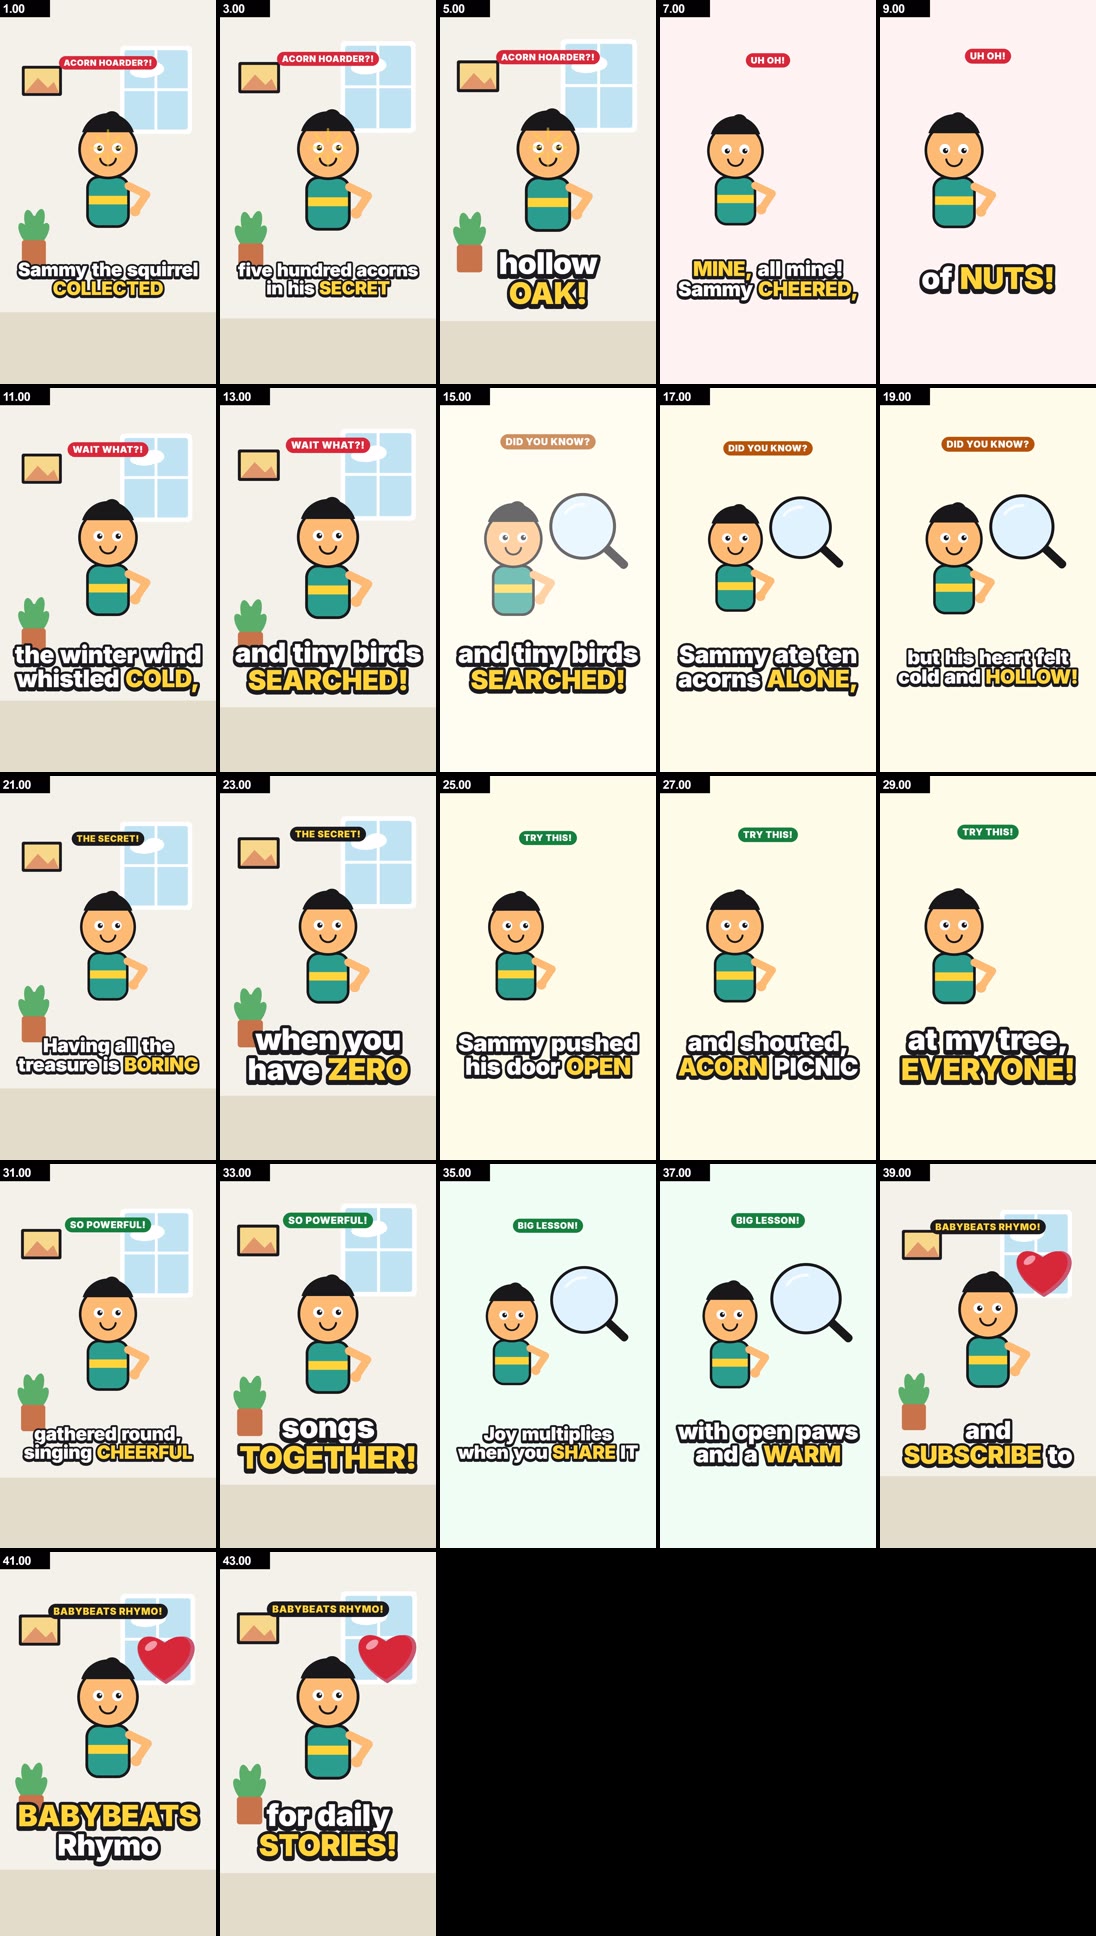 1.00
ACORN HOARDER?!
Sammy the squirrel
COLLECTED
3.00
ACORN HOARDER?!
five hundred acorns
in his SECRET
5.00
ACORN HOARDER?!
hollow
OAK!
7.00
UH OH!
MINE, all mine!
Sammy CHEERED,
9.00
UH OH!
of NUTS!
11.00
WAIT WHAT?!
the winter wind
whistled COLD,
13.00
WAIT WHAT?!
and tiny birds
SEARCHED!
15.00
DID YOU KNOW?
and tiny birds
SEARCHED!
17.00
DID YOU KNOW?
Sammy ate ten
acorns ALONE,
19.00
DID YOU KNOW?
but his heart felt
cold and HOLLOW!
21.00
THE SECRET!
Having all the
treasure is BORING
23.00
THE SECRET!
when you
have ZERO
25.00
TRY THIS!
Sammy pushed
his door OPEN
27.00
TRY THIS!
and shouted,
ACORN PICNIC
29.00
TRY THIS!
at my tree,
EVERYONE!
31.00
SO POWERFUL!
gathered round,
singing CHEERFUL
33.00
SO POWERFUL!
songs
TOGETHER!
35.00
BIG LESSON!
Joy multiplies
when you SHARE IT
37.00
BIG LESSON!
with open paws
and a WARM
39.00
BABYBEATS RHYMO!
and
SUBSCRIBE to
41.00
BABYBEATS RHYMO!
BABYBEATS
Rhymo
43.00
BABYBEATS RHYMO!
for daily
STORIES!